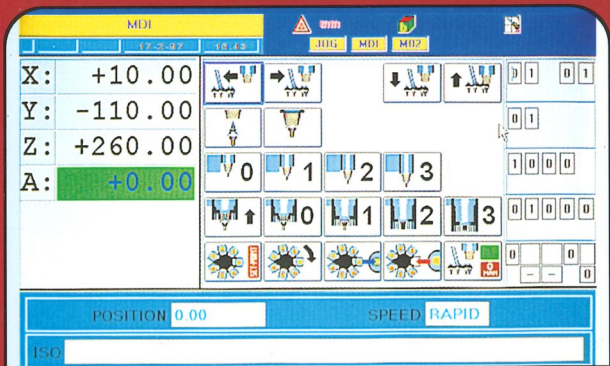 MDI
17-2-97 16.43
JOG MDI M02
X: +10.00
Y: -110.00
Z: +260.00
A: +0.00
0 1 2 3
0 1 2 3
0 1 0 1
0 1
1 0 0 0
0 1 0 0 0
0 0
- - 0
POSITION 0.00 SPEED RAPID
ISO